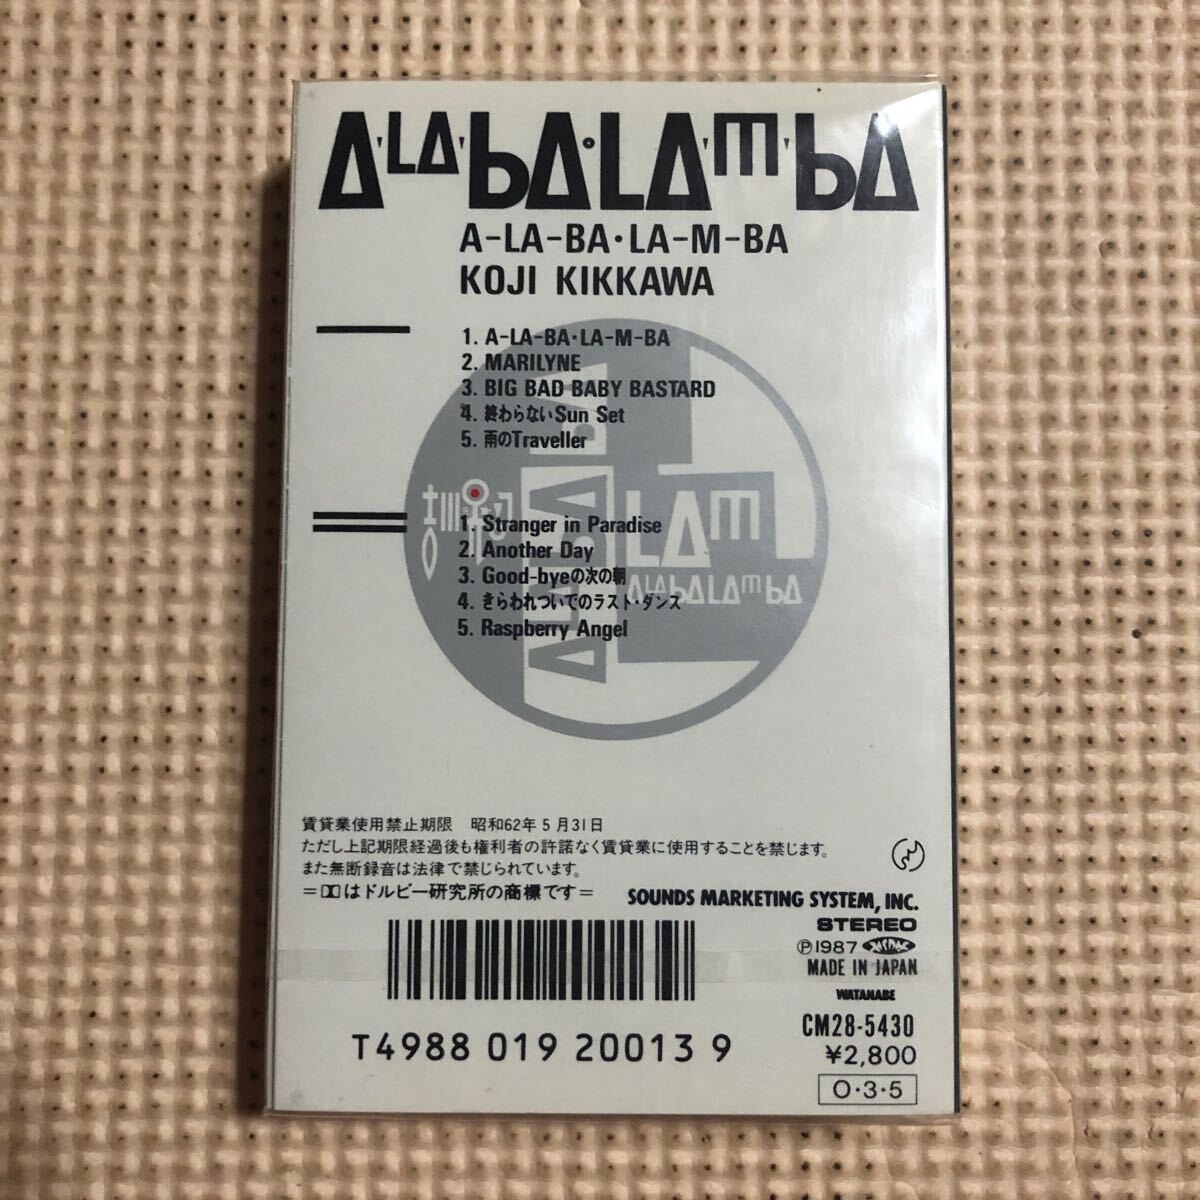 A'LA'bA・LA'm'bA
A-LA-BA・LA-M-BA
KOJI KIKKAWA
1. A-LA-BA・LA-M-BA
2. MARILYNE
3. BIG BAD BABY BASTARD
4. 終わらないSun Set
5. 雨のTraveller
1. Stranger in Paradise
2. Another Day
3. Good-byeの次の朝
4. きらわれついでのラスト・ダンス
5. Raspberry Angel
LAm
ALAbALAmbA
賃貸業使用禁止期限 昭和62年5月31日
ただし上記期限経過後も権利者の許諾なく賃貸業に使用することを禁じます。
また無断録音は法律で禁じられています。
=はドルビー研究所の商標です=
SOUNDS MARKETING SYSTEM, INC.
STEREO
Ⓟ1987 JASRAC
MADE IN JAPAN
WATANABE
CM28-5430
¥2,800
O・3・5
T4988 019 20013 9